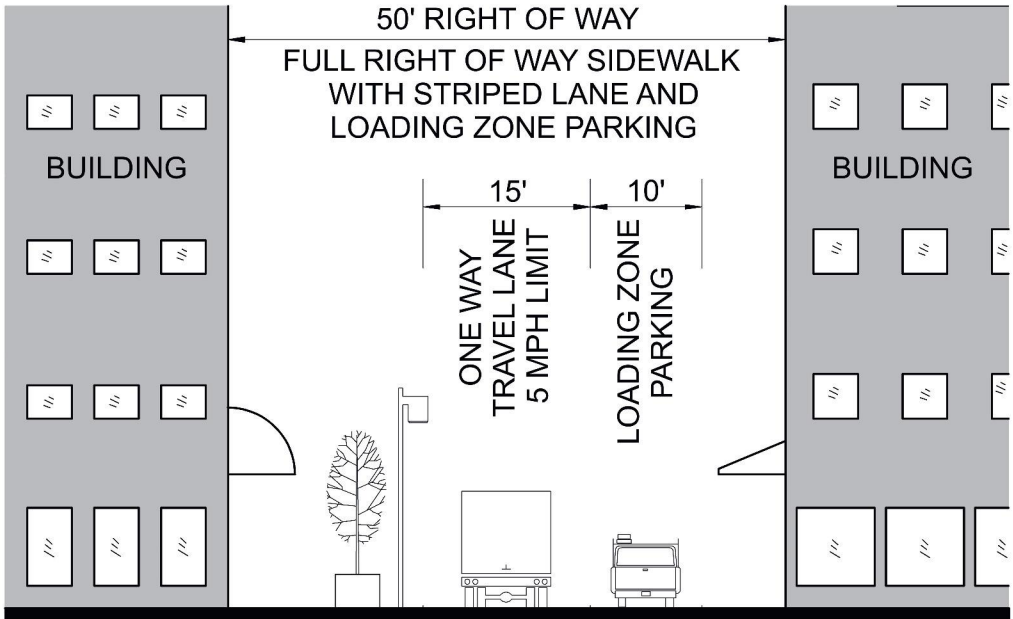 50' RIGHT OF WAY
FULL RIGHT OF WAY SIDEWALK
WITH STRIPED LANE AND
LOADING ZONE PARKING
BUILDING
BUILDING
15'
10'
ONE WAY
TRAVEL LANE
5 MPH LIMIT
LOADING ZONE
PARKING